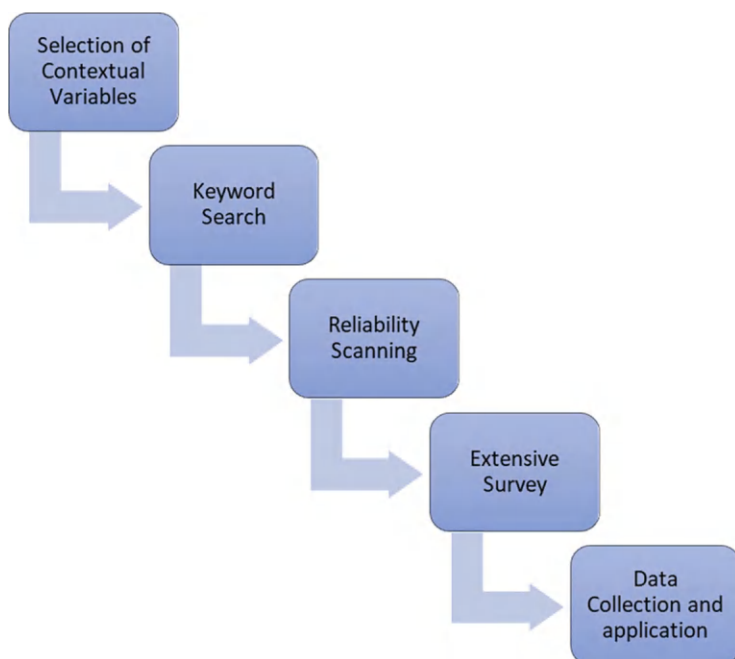 Selection of
Contextual
Variables
Keyword
Search
Reliability
Scanning
Extensive
Survey
Data
Collection and
application